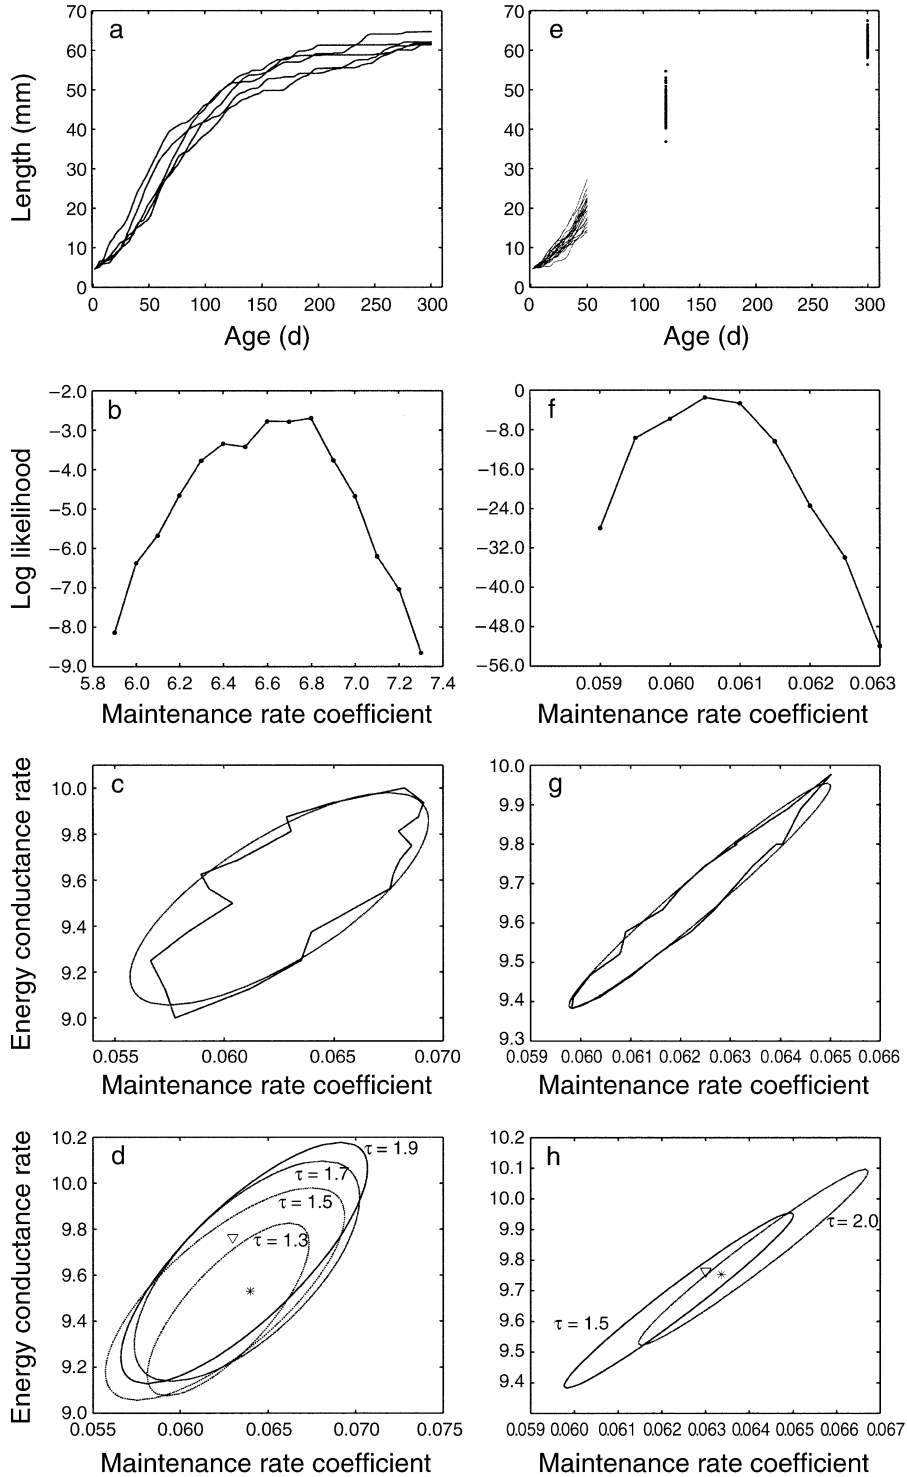 a
70
60
50
40
30
20
10
0
Length (mm)
0 50 100 150 200 250 300
Age (d)
e
70
60
50
40
30
20
10
0
0 50 100 150 200 250 300
Age (d)
b
−2.0
−3.0
−4.0
−5.0
−6.0
−7.0
−8.0
−9.0
Log likelihood
5.8 6.0 6.2 6.4 6.6 6.8 7.0 7.2 7.4
Maintenance rate coefficient
f
0
−8.0
−16.0
−24.0
−32.0
−40.0
−48.0
−56.0
0.059 0.060 0.061 0.062 0.063
Maintenance rate coefficient
c
10.0
9.8
9.6
9.4
9.2
9.0
Energy conductance rate
0.055 0.060 0.065 0.070
Maintenance rate coefficient
g
10.0
9.9
9.8
9.7
9.6
9.5
9.4
9.3
0.059 0.060 0.061 0.062 0.063 0.064 0.065 0.066
Maintenance rate coefficient
d
10.2
10.0
9.8
9.6
9.4
9.2
9.0
Energy conductance rate
τ = 1.9
τ = 1.7
τ = 1.5
τ = 1.3
0.055 0.060 0.065 0.070 0.075
Maintenance rate coefficient
h
10.2
10.1
10.0
9.9
9.8
9.7
9.6
9.5
9.4
τ = 2.0
τ = 1.5
0.059 0.060 0.061 0.062 0.063 0.064 0.065 0.066 0.067
Maintenance rate coefficient